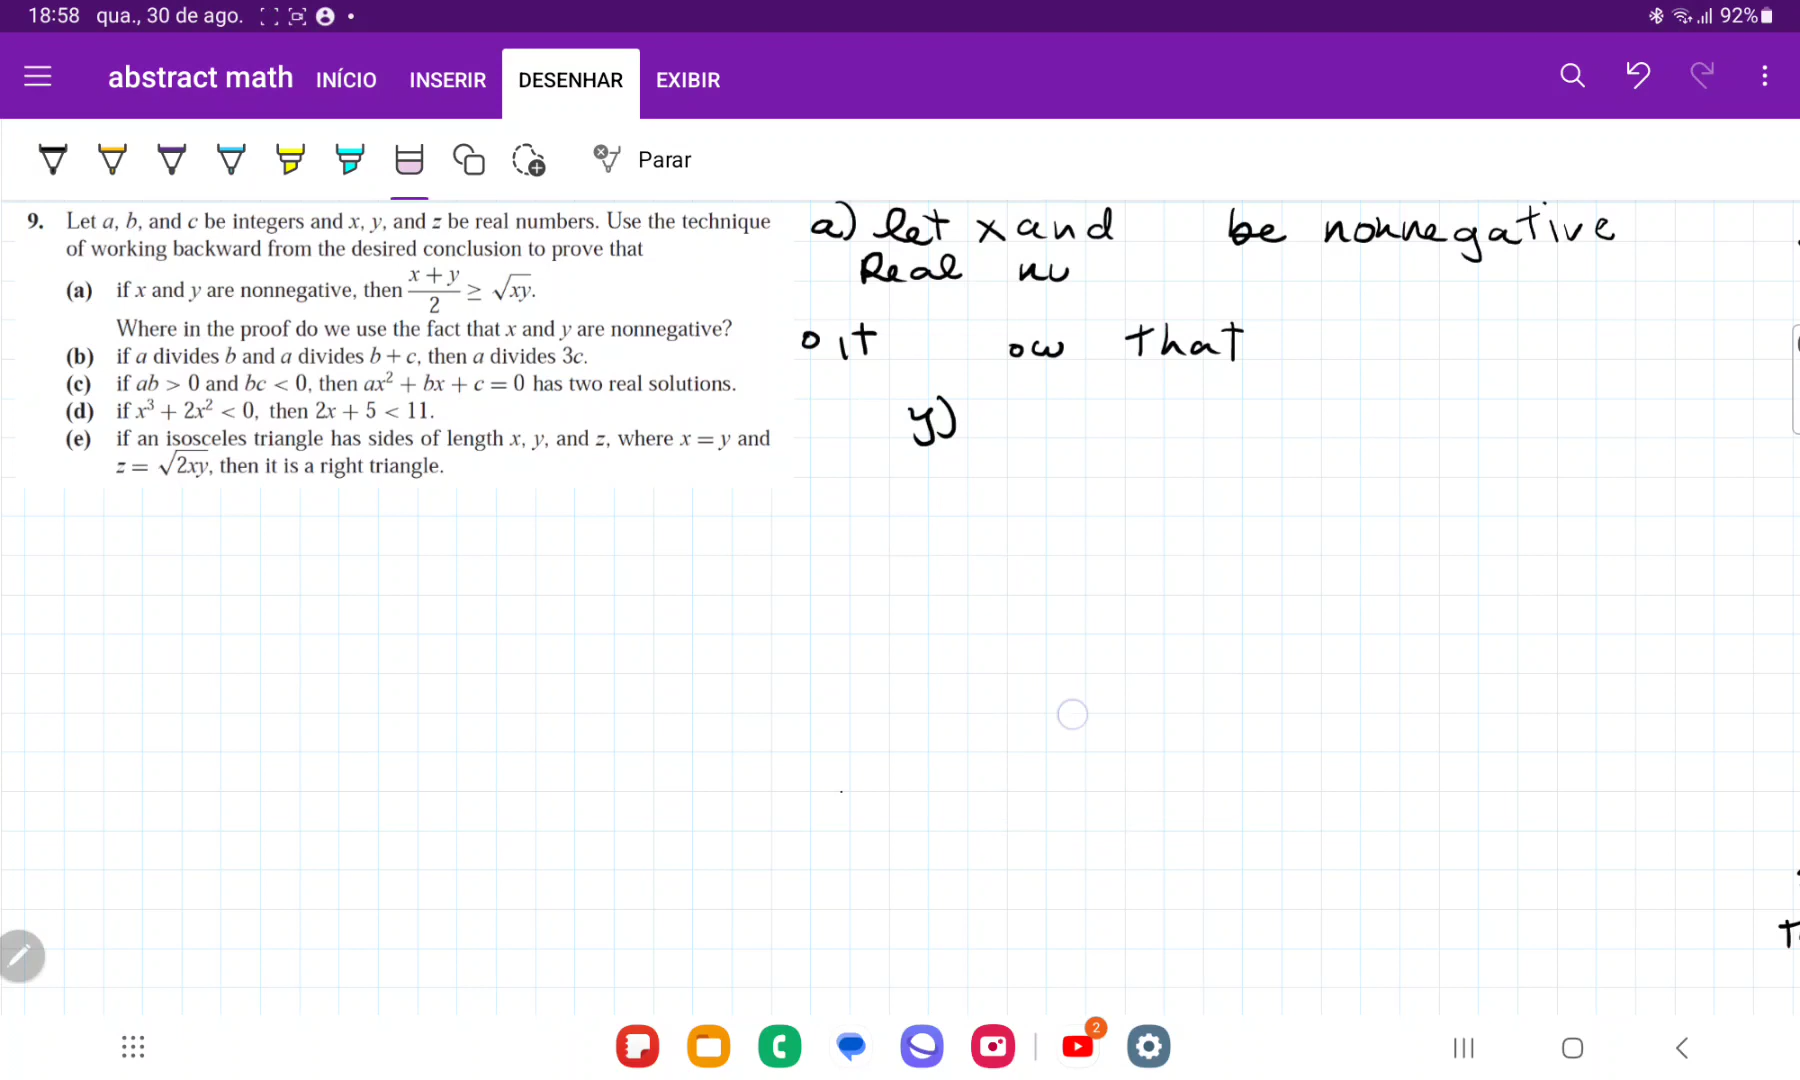 18:58 qua., 30 de ago.
92%
abstract math INÍCIO INSERIR DESENHAR EXIBIR
Parar
9. Let a, b, and c be integers and x, y, and z be real numbers. Use the technique
of working backward from the desired conclusion to prove that
(a) if x and y are nonnegative, then \frac{x + y}{2} ≥ √xy.
Where in the proof do we use the fact that x and y are nonnegative?
(b) if a divides b and a divides b + c, then a divides 3c.
(c) if ab > 0 and bc < 0, then ax² + bx + c = 0 has two real solutions.
(d) if x³ + 2x² < 0, then 2x + 5 < 11.
(e) if an isosceles triangle has sides of length x, y, and z, where x = y and
z = √2xy, then it is a right triangle.
a) let x and be nonnegative
Real nu
ow that
y)
2